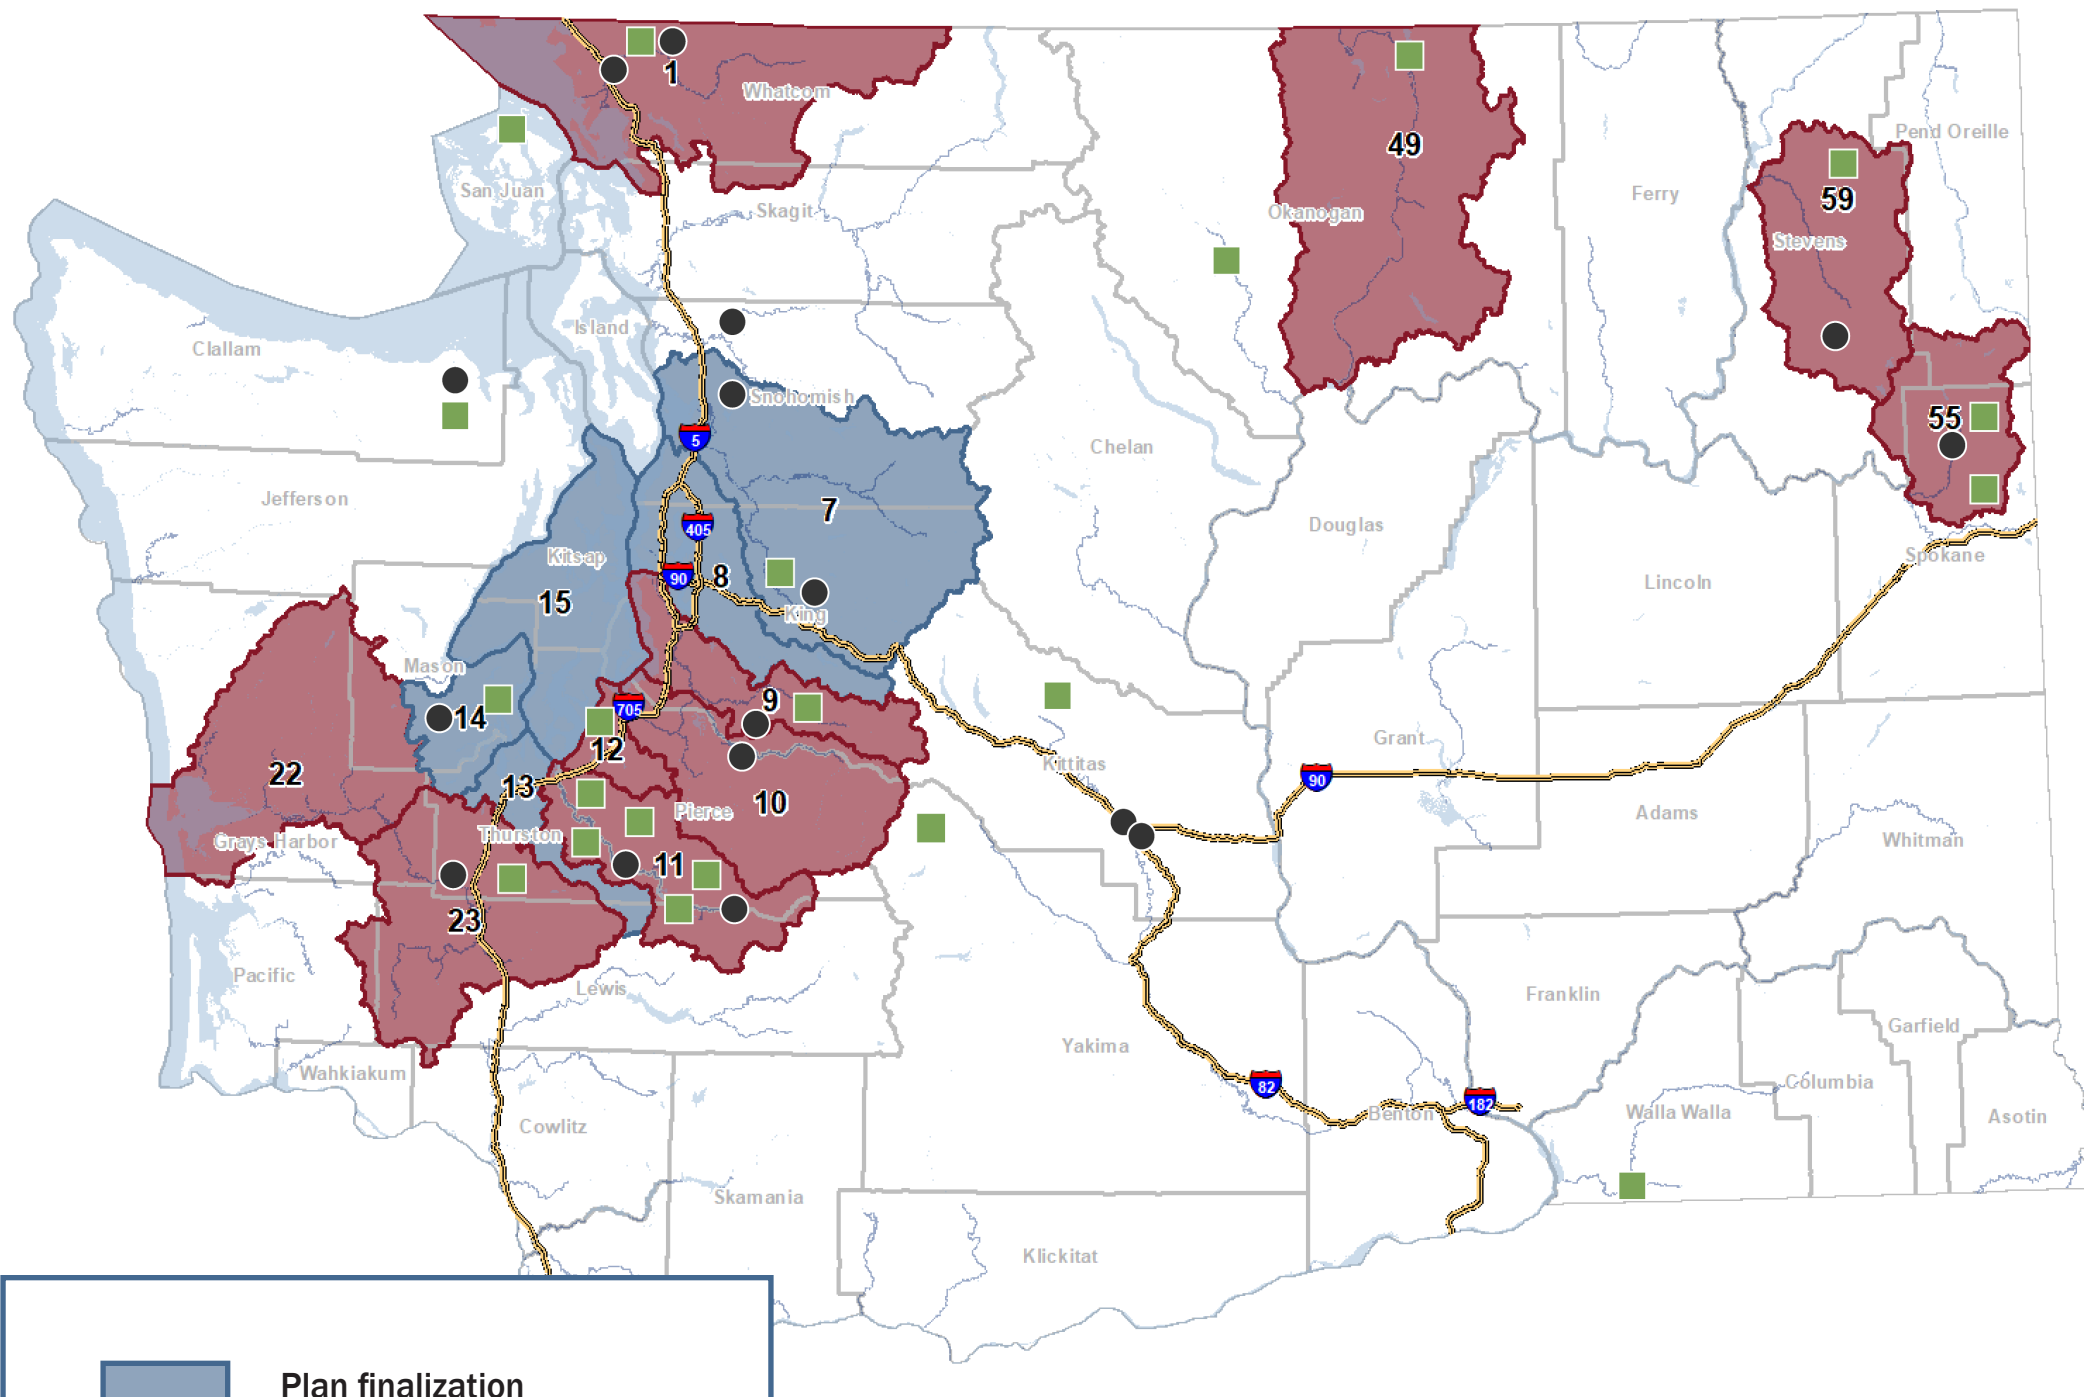 1
Whatcom
San Juan
Skagit
49
Okanogan
Ferry
Pend Oreille
59
Stevens
Island
Clallam
Snohomish
5
55
Chelan
Jefferson
7
405
Douglas
Kitsap
90
8
Spokane
Lincoln
15
King
Mason
14
9
705
12
22
13
10
Kittitas
Grant
90
Pierce
Adams
Grays Harbor
Thurston
Whitman
11
23
Pacific
Lewis
Franklin
Garfield
Yakima
Wahkiakum
82
Columbia
182
Benton
Walla Walla
Asotin
Cowlitz
Skamania
Klickitat
Plan finalization